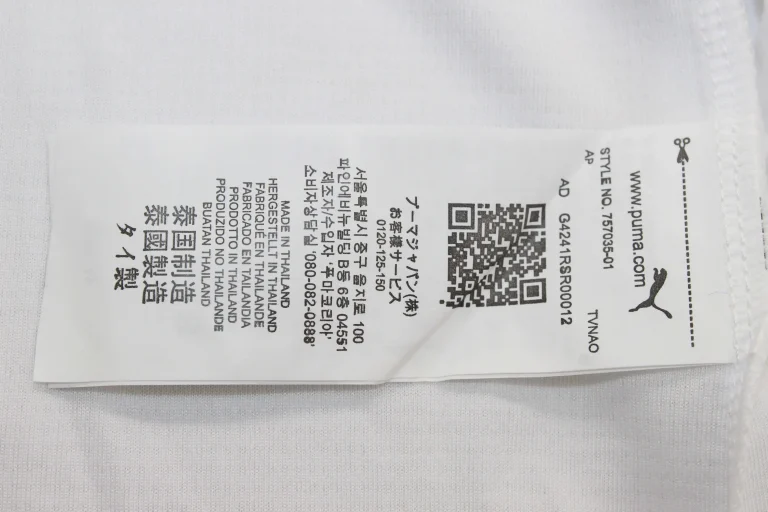 www.puma.com
STYLE NO. 757035-01 TVNAO
AP
AD G4241RSR00012
プーマジャパン(株)
お客様サービス
0120-125-150
서울특별시 중구 을지로 100
파인에비뉴빌딩 B동 6층 04551
제조자/수입자 '푸마코리아'
소비자상담실 '080-082-0888'
MADE IN THAILAND
HERGESTELLT IN THAILAND
FABRIQUE EN THAILANDE
FABRICADO EN TAILANDIA
PRODOTTO IN THAILAND
PRODUZIDO NO THAILANDE
BUATAN THAILAND
泰国制造
泰國製造
タイ製